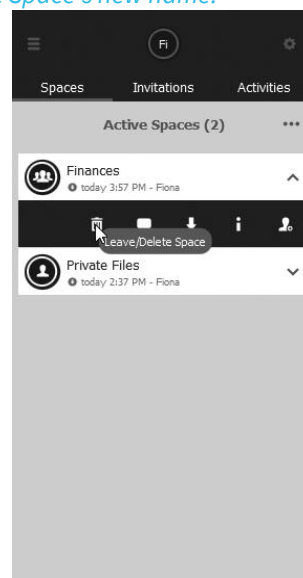 Space's new name.
Fi
Spaces Invitations Activities
Active Spaces (2)
Finances
today 3:57 PM - Fiona
Leave/Delete Space
Private Files
today 2:37 PM - Fiona